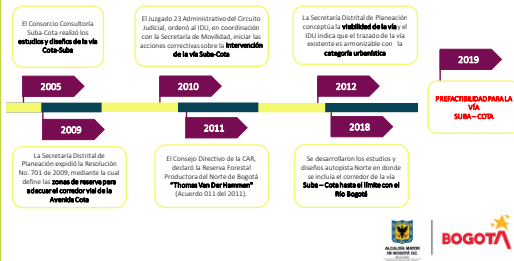 El Consorcio Consultoría
Suba-Cota realizó los
estudios y diseños de la vía
Cota-Suba
El Juzgado 23 Administrativo del Circuito
Judicial, ordenó al IDU, en coordinación
con la Secretaría de Movilidad, iniciar las
acciones correctivas sobre la intervención
de la vía Suba-Cota
La Secretaría Distrital de Planeación
conceptúa la viabilidad de la vía y el
IDU indica que el trazado de la vía
existente es armonizable con la
categoría urbanística
2005
2010
2012
2019
PREFACTIBILIDAD PARA LA
VÍA
SUBA – COTA
2009
2011
2018
La Secretaría Distrital de
Planeación expidió la Resolución
No. 701 de 2009, mediante la cual
define las zonas de reserva para
adecuar el corredor vial de la
Avenida Cota
El Consejo Directivo de la CAR,
declaró la Reserva Forestal
Productora del Norte de Bogotá
"Thomas Van Der Hammen"
(Acuerdo 011 del 2011).
Se desarrollaron los estudios y
diseños autopista Norte en donde
se incluía el corredor de la vía
Suba – Cota hasta el límite con el
Río Bogotá
ALCALDÍA MAYOR
DE BOGOTÁ D.C.
BOGOTÁ